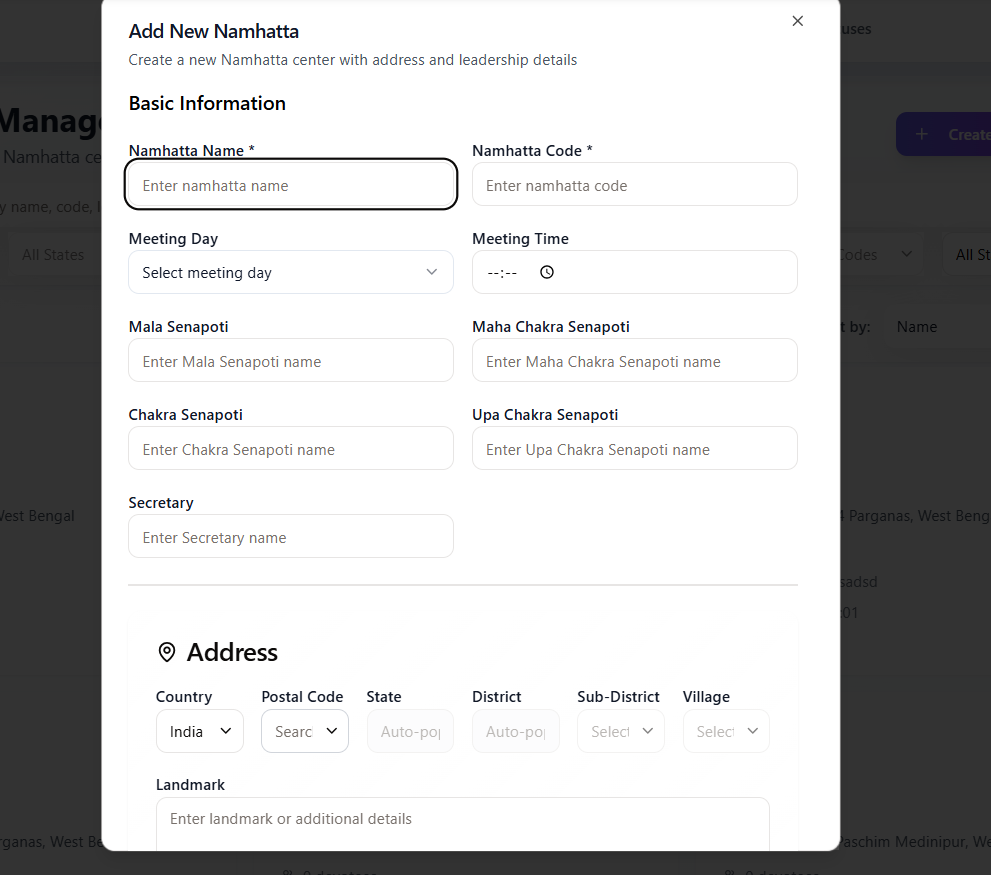 Add New Namhatta
Create a new Namhatta center with address and leadership details
Basic Information
Namhatta Name * Namhatta Code *
Enter namhatta name Enter namhatta code
Meeting Day Meeting Time
Select meeting day --:--
Mala Senapoti Maha Chakra Senapoti
Enter Mala Senapoti name Enter Maha Chakra Senapoti name
Chakra Senapoti Upa Chakra Senapoti
Enter Chakra Senapoti name Enter Upa Chakra Senapoti name
Secretary
Enter Secretary name
Address
Country Postal Code State District Sub-District Village
India Searc Auto-pop Auto-pop Select Select
Landmark
Enter landmark or additional details
uses
Manag
Namhatta ce
Create
y name, code,
All States Codes All St
t by: Name
West Bengal
Parganas, West Beng
sadsd
:01
rganas, West Be
Paschim Medinipur, We